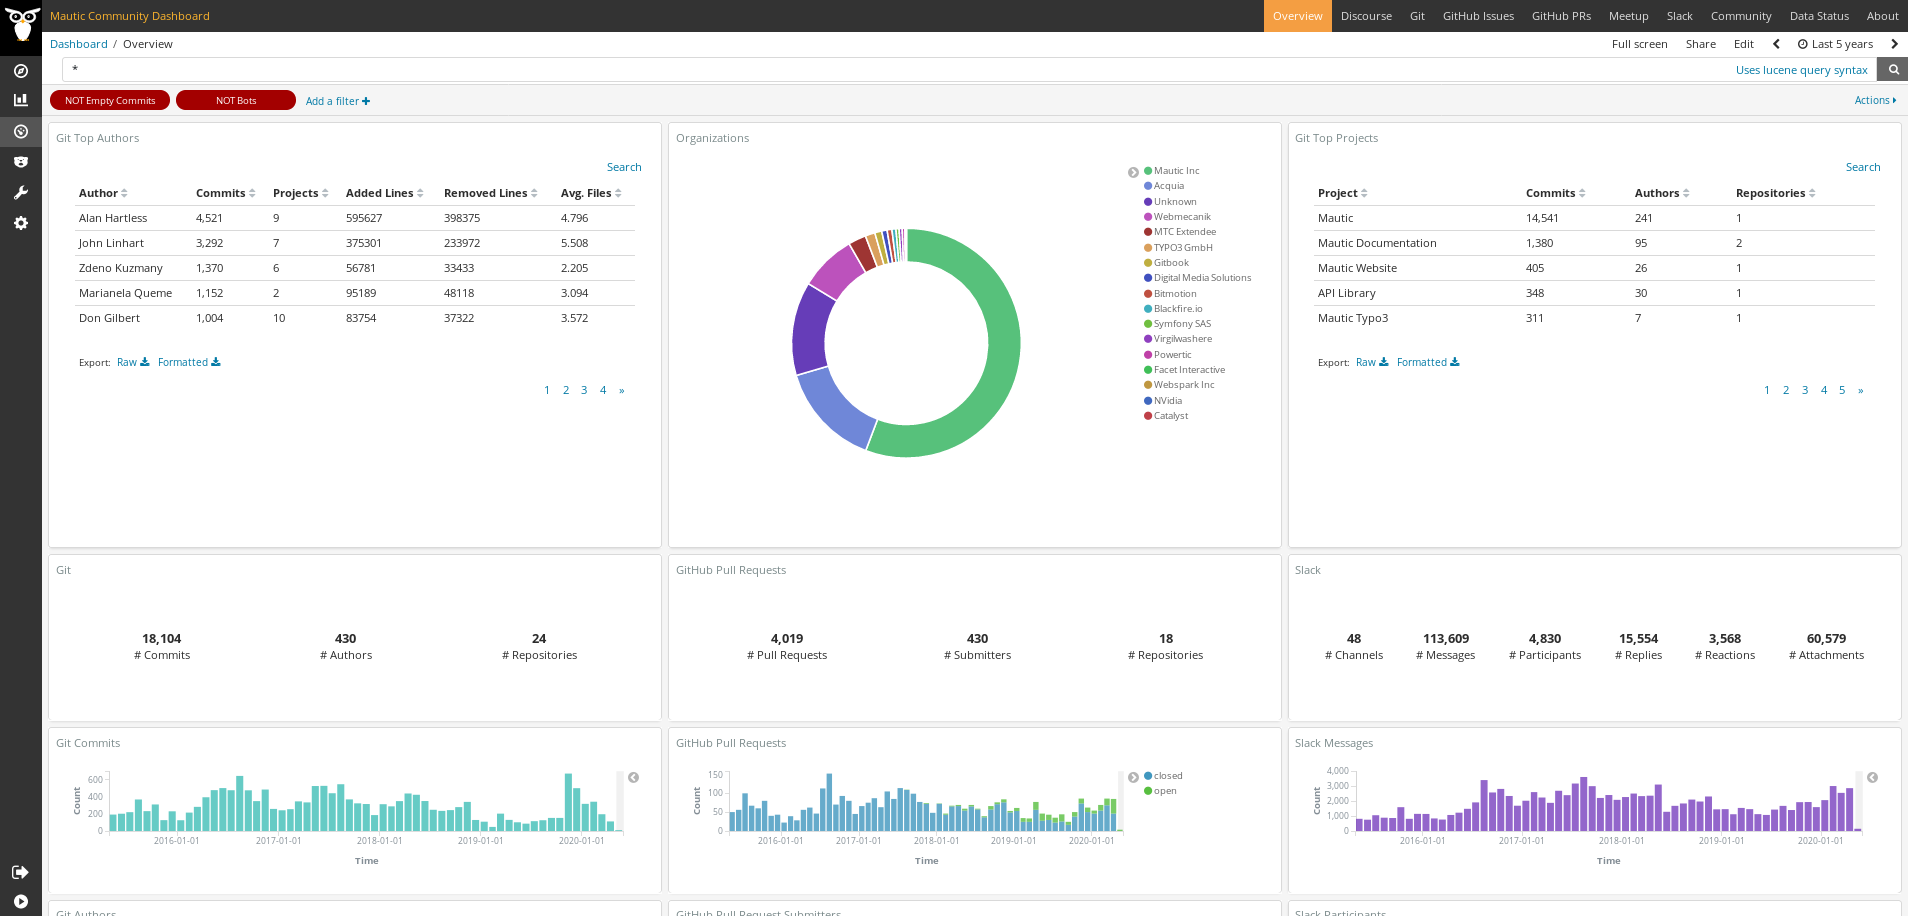 Mautic Community Dashboard
Overview Discourse Git GitHub Issues GitHub PRs Meetup Slack Community Data Status About
Dashboard / Overview
Full screen Share Edit Last 5 years
*
Uses lucene query syntax
NOT Empty Commits NOT Bots Add a filter
Actions
Git Top Authors
Search
Author Commits Projects Added Lines Removed Lines Avg. Files
Alan Hartless 4,521 9 595627 398375 4.796
John Linhart 3,292 7 375301 233972 5.508
Zdeno Kuzmany 1,370 6 56781 33433 2.205
Marianela Queme 1,152 2 95189 48118 3.094
Don Gilbert 1,004 10 83754 37322 3.572
Export: Raw Formatted
1 2 3 4 »
Organizations
Mautic Inc
Acquia
Unknown
Webmecanik
MTC Extendee
TYPO3 GmbH
Gitbook
Digital Media Solutions
Bitmotion
Blackfire.io
Symfony SAS
Virgilwashere
Powertic
Facet Interactive
Webspark Inc
NVidia
Catalyst
Git Top Projects
Search
Project Commits Authors Repositories
Mautic 14,541 241 1
Mautic Documentation 1,380 95 2
Mautic Website 405 26 1
API Library 348 30 1
Mautic Typo3 311 7 1
Export: Raw Formatted
1 2 3 4 5 »
Git
18,104 430 24
# Commits # Authors # Repositories
GitHub Pull Requests
4,019 430 18
# Pull Requests # Submitters # Repositories
Slack
48 113,609 4,830 15,554 3,568 60,579
# Channels # Messages # Participants # Replies # Reactions # Attachments
Git Commits
Count
600
400
200
0
2016-01-01 2017-01-01 2018-01-01 2019-01-01 2020-01-01
Time
GitHub Pull Requests
Count
150
100
50
0
2016-01-01 2017-01-01 2018-01-01 2019-01-01 2020-01-01
Time
closed
open
Slack Messages
Count
4,000
3,000
2,000
1,000
0
2016-01-01 2017-01-01 2018-01-01 2019-01-01 2020-01-01
Time
Git Authors
GitHub Pull Request Submitters
Slack Participants